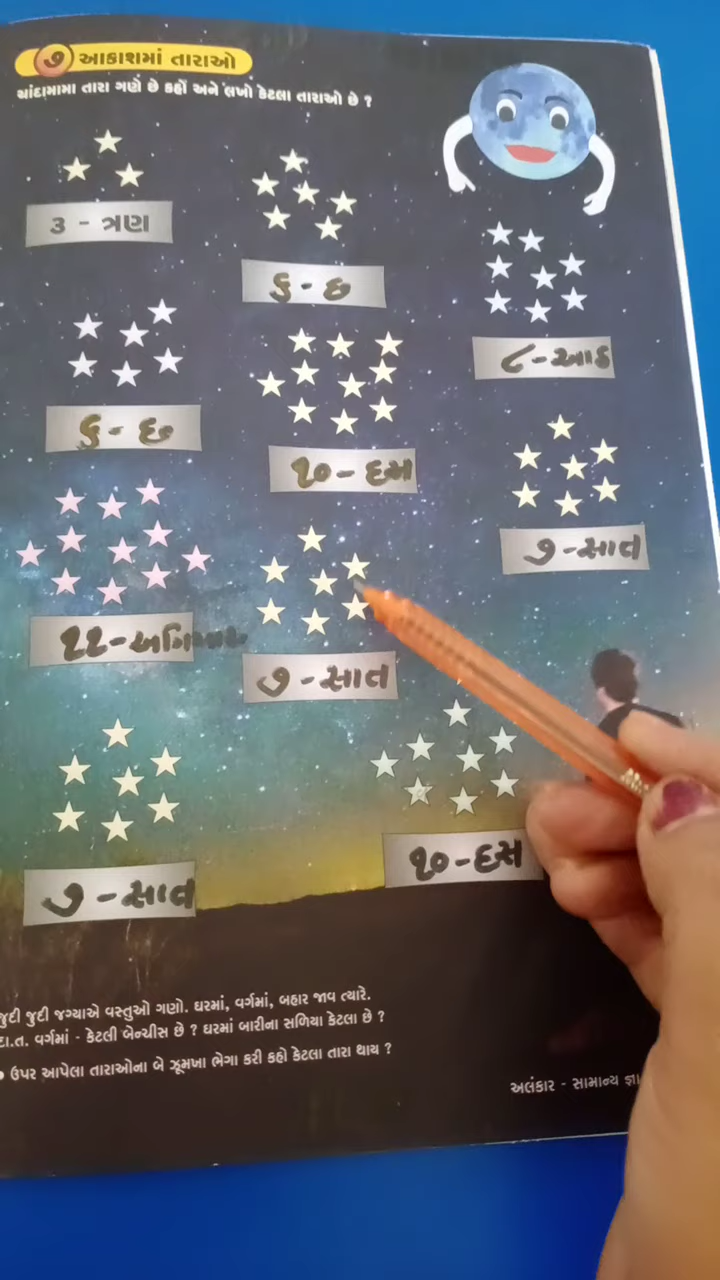 ૭ આકાશમાં તારાઓ
ચાંદામામા તારા ગણે છે કહોં અને લખો કેટલા તારાઓ છે ?
૩ - ત્રણ
૬ - છ
૮ - આઠ
૬ - છ
૧૦ - દસ
૭ - સાત
૧૧ - અગિયાર
૭ - સાત
૭ - સાત
૧૦ - દસ
જુદી જુદી જગ્યાએ વસ્તુઓ ગણો. ઘરમાં, વર્ગમાં, બહાર જાવ ત્યારે.
દા.ત. વર્ગમાં - કેટલી બેન્ચીસ છે ? ઘરમાં બારીના સળિયા કેટલા છે ?
• ઉપર આપેલા તારાઓના બે ઝૂમખા ભેગા કરી કહો કેટલા તારા થાય ?
અલંકાર - સામાન્ય